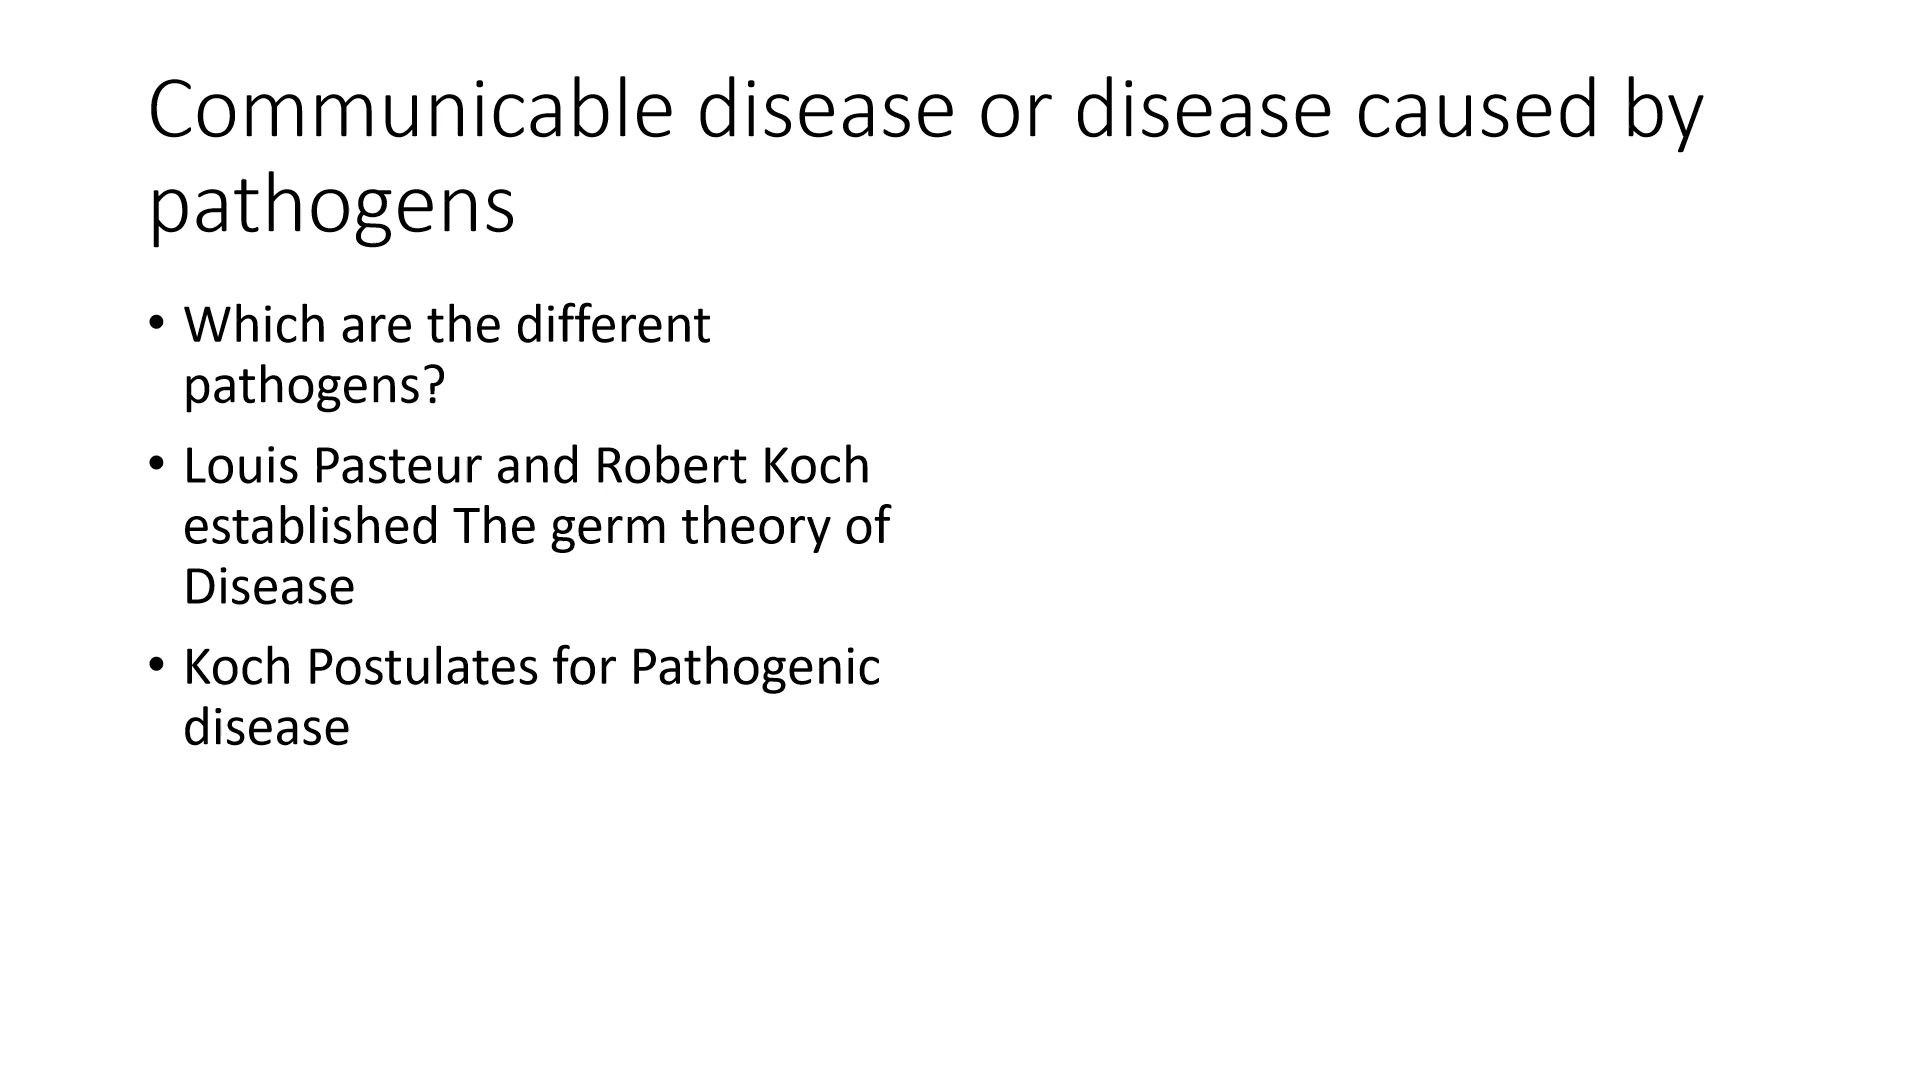 Communicable disease or disease caused by
pathogens
• Which are the different
pathogens?
• Louis Pasteur and Robert Koch
established The germ theory of
Disease
• Koch Postulates for Pathogenic
disease